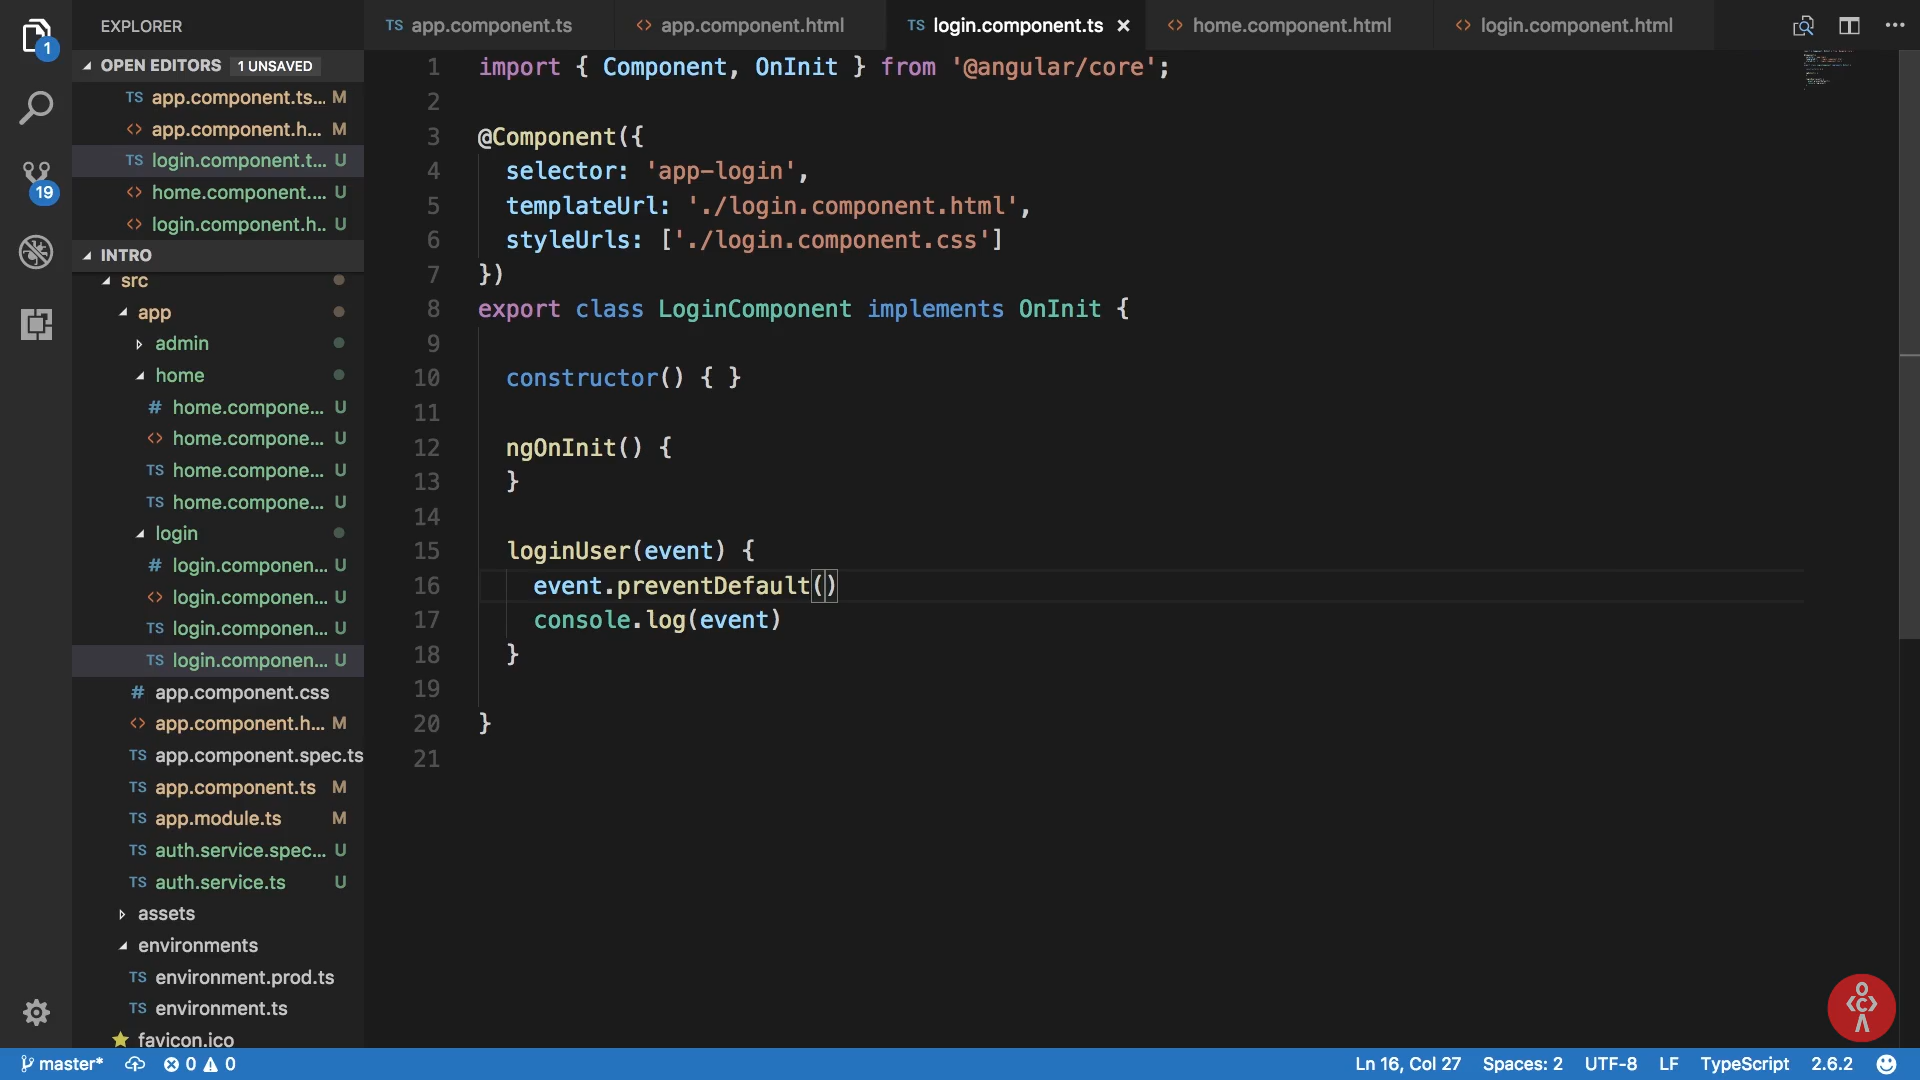 EXPLORER
TS app.component.ts
<> app.component.html
TS login.component.ts ×
<> home.component.html
<> login.component.html
1
OPEN EDITORS 1 UNSAVED
TS app.component.ts... M
<> app.component.h... M
TS login.component.t... U
<> home.component.... U
<> login.component.h... U
19
INTRO
src
app
admin
home
# home.compone... U
<> home.compone... U
TS home.compone... U
TS home.compone... U
login
# login.componen... U
<> login.componen... U
TS login.componen... U
TS login.componen... U
# app.component.css
<> app.component.h... M
TS app.component.spec.ts
TS app.component.ts M
TS app.module.ts M
TS auth.service.spec... U
TS auth.service.ts U
assets
environments
TS environment.prod.ts
TS environment.ts
favicon.ico
1 import { Component, OnInit } from '@angular/core';
2
3 @Component({
4 selector: 'app-login',
5 templateUrl: './login.component.html',
6 styleUrls: ['./login.component.css']
7 })
8 export class LoginComponent implements OnInit {
9
10 constructor() { }
11
12 ngOnInit() {
13 }
14
15 loginUser(event) {
16 event.preventDefault()
17 console.log(event)
18 }
19
20 }
21
master* 0 0
Ln 16, Col 27 Spaces: 2 UTF-8 LF TypeScript 2.6.2